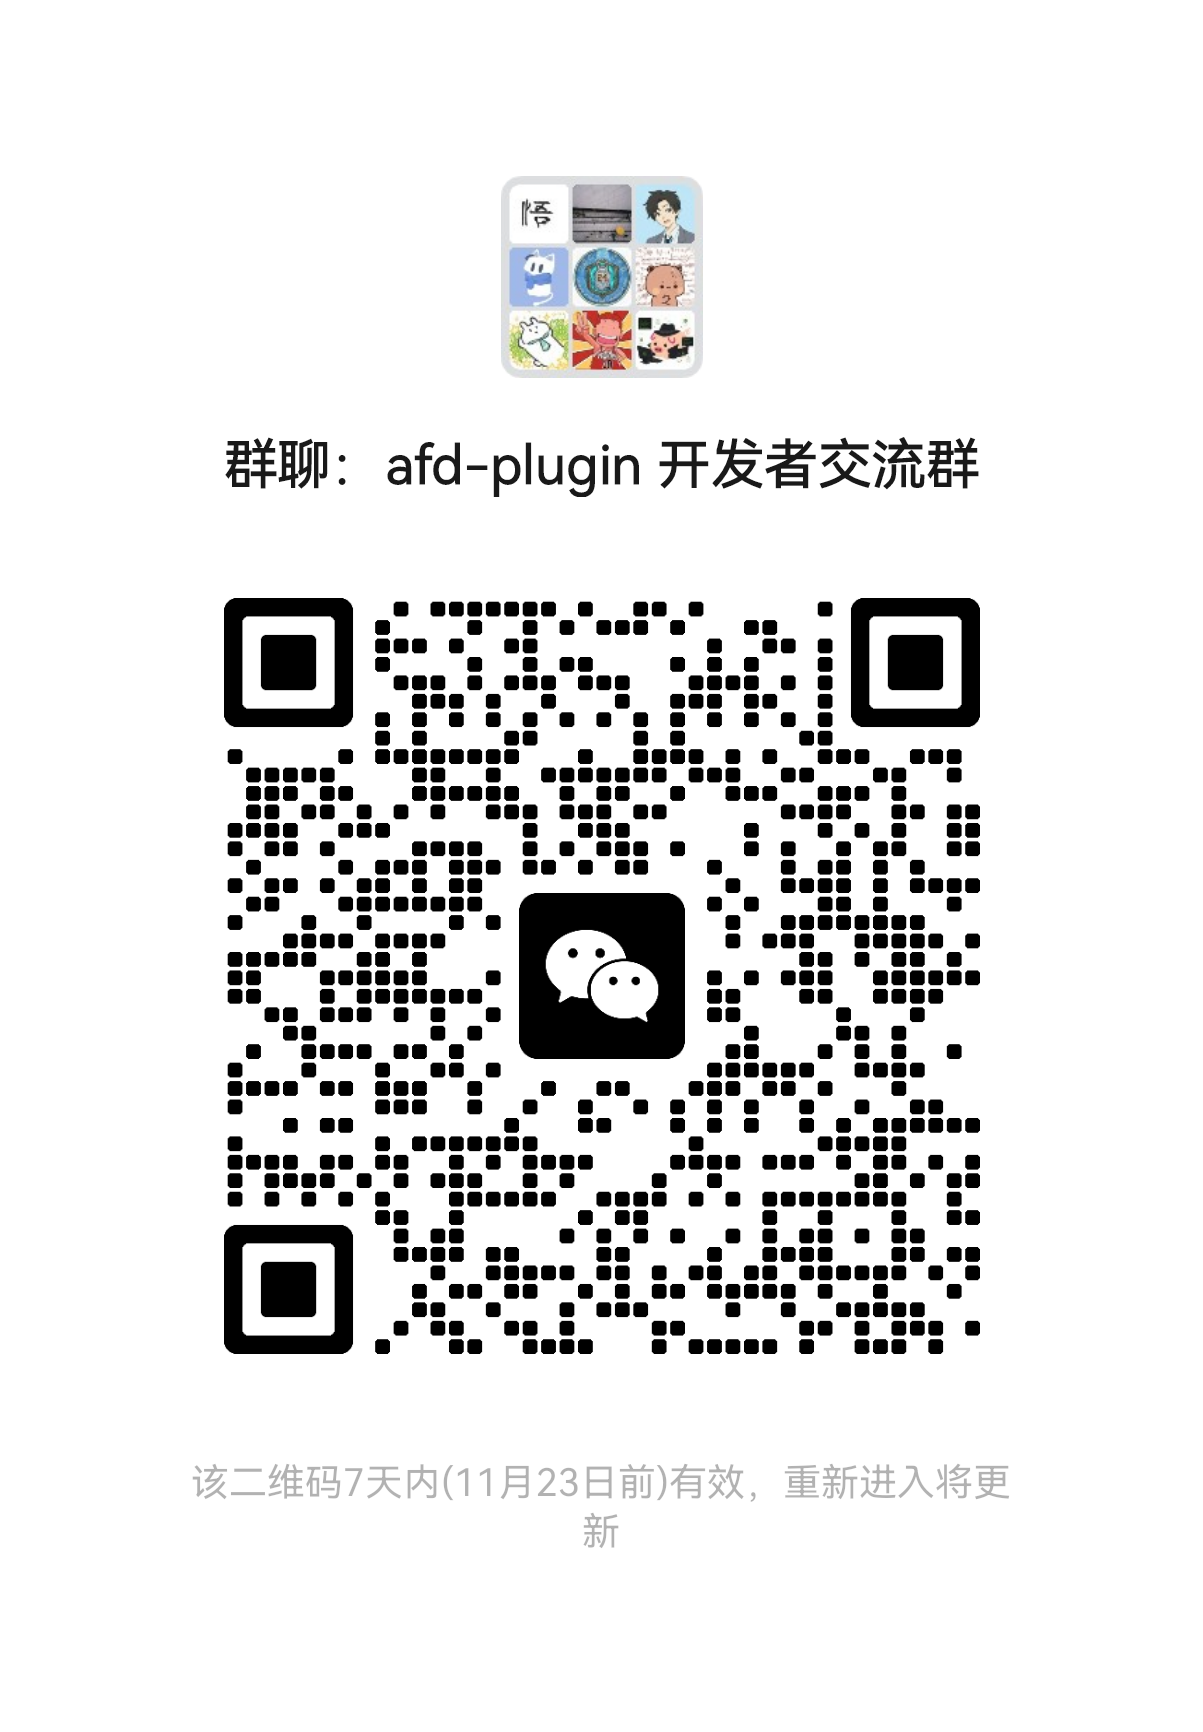 悟
群聊：afd-plugin 开发者交流群
该二维码7天内(11月23日前)有效，重新进入将更
新